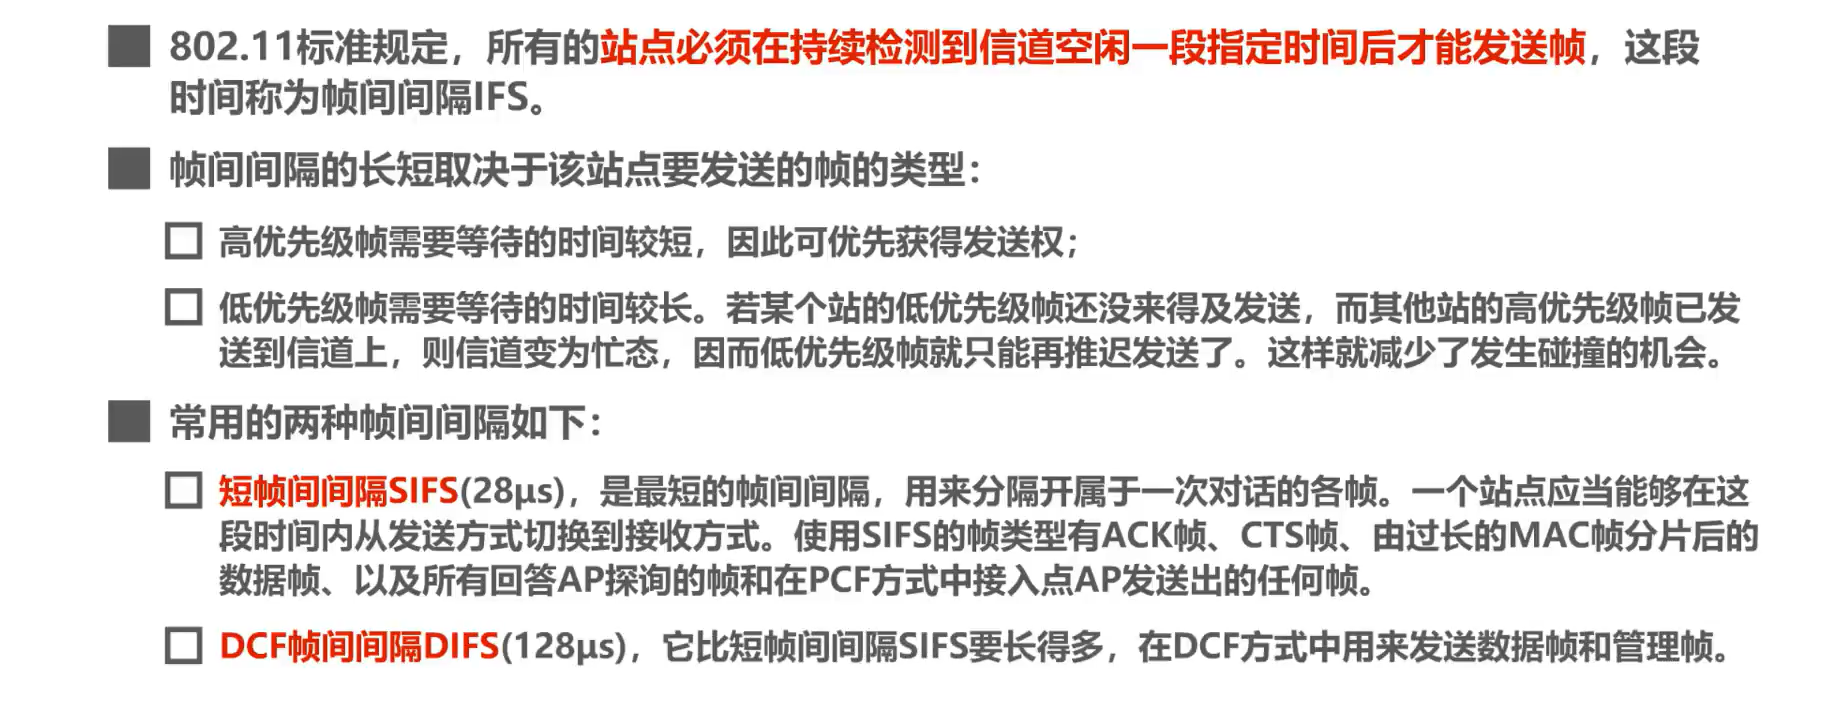 802.11标准规定，所有的站点必须在持续检测到信道空闲一段指定时间后才能发送帧，这段
时间称为帧间间隔IFS。
帧间间隔的长短取决于该站点要发送的帧的类型：
高优先级帧需要等待的时间较短，因此可优先获得发送权；
低优先级帧需要等待的时间较长。若某个站的低优先级帧还没来得及发送，而其他站的高优先级帧已发
送到信道上，则信道变为忙态，因而低优先级帧就只能再推迟发送了。这样就减少了发生碰撞的机会。
常用的两种帧间间隔如下：
短帧间间隔SIFS(28μs)，是最短的帧间间隔，用来分隔开属于一次对话的各帧。一个站点应当能够在这
段时间内从发送方式切换到接收方式。使用SIFS的帧类型有ACK帧、CTS帧、由过长的MAC帧分片后的
数据帧、以及所有回答AP探询的帧和在PCF方式中接入点AP发送出的任何帧。
DCF帧间间隔DIFS(128μs)，它比短帧间间隔SIFS要长得多，在DCF方式中用来发送数据帧和管理帧。